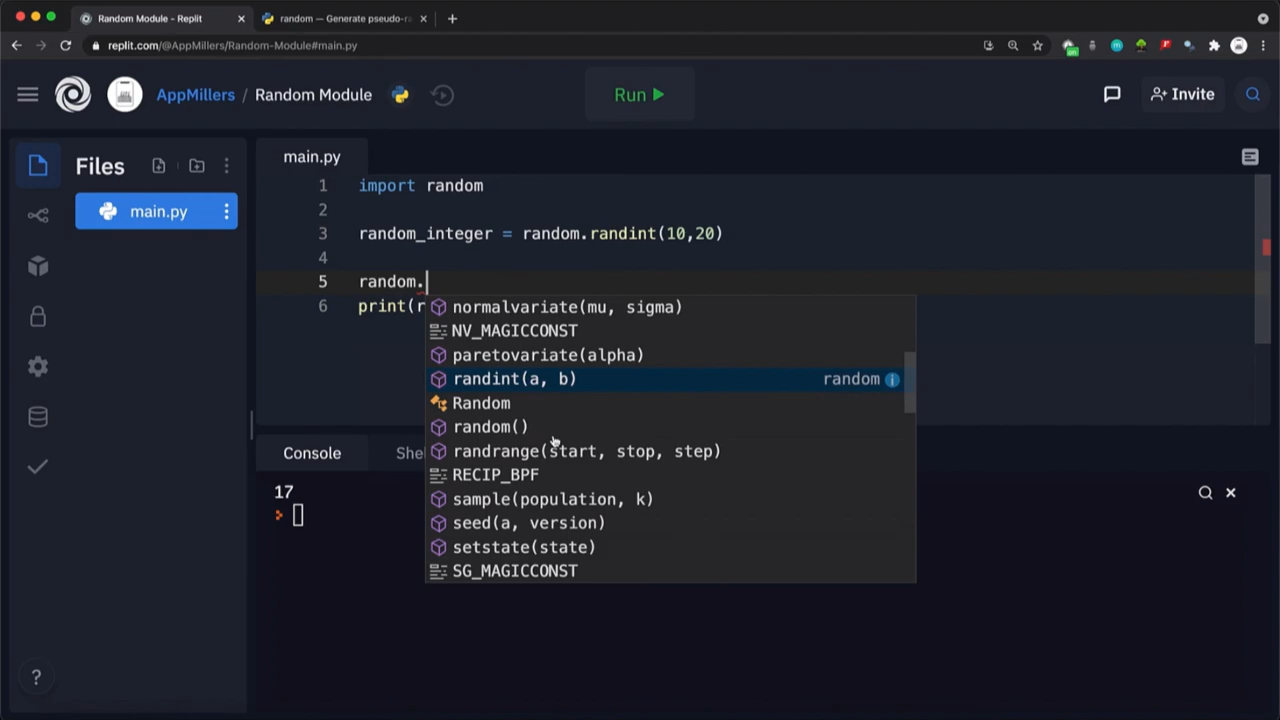 Random Module - Replit
random — Generate pseudo-ra
replit.com/@AppMillers/Random-Module#main.py
AppMillers / Random Module
Run
Invite
Files
main.py
main.py
1 import random
2
3 random_integer = random.randint(10,20)
4
5 random.
6 print(r
normalvariate(mu, sigma)
NV_MAGICCONST
paretovariate(alpha)
randint(a, b) random
Random
random()
randrange(start, stop, step)
RECIP_BPF
sample(population, k)
seed(a, version)
setstate(state)
SG_MAGICCONST
Console
She
17
?